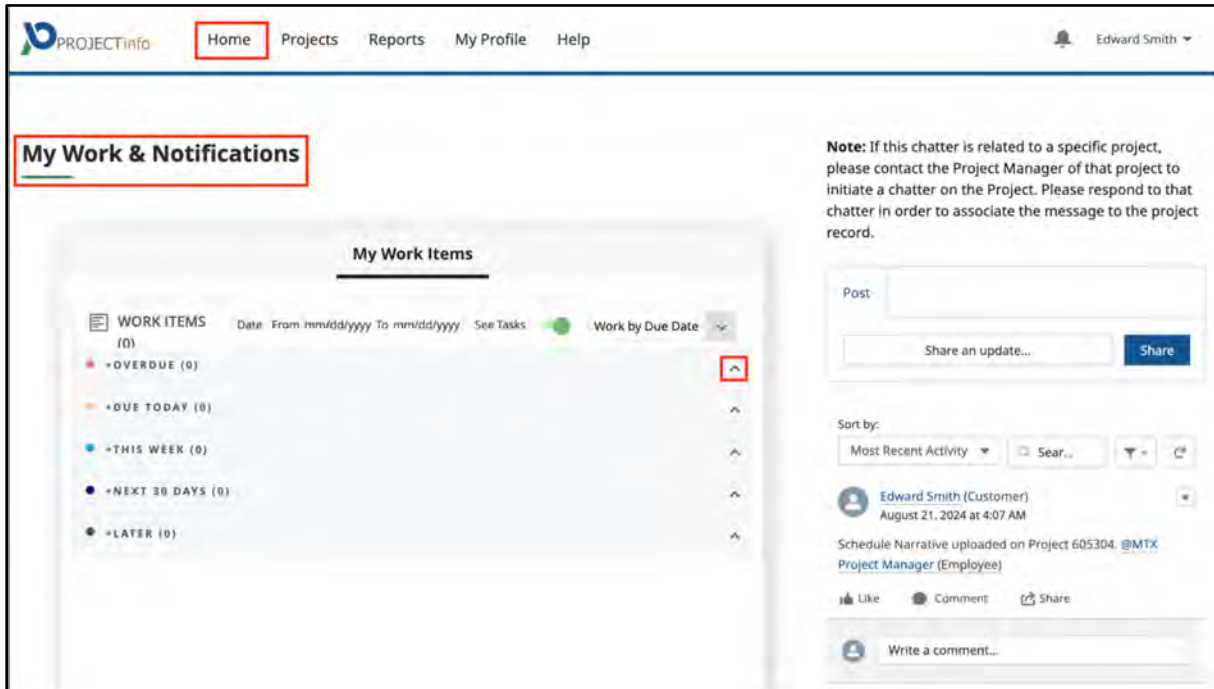 PROJECTinfo Home Projects Reports My Profile Help Edward Smith
My Work & Notifications
My Work Items
WORK ITEMS
(0)
Date From mm/dd/yyyy To mm/dd/yyyy See Tasks Work by Due Date
+OVERDUE (0)
+DUE TODAY (0)
+THIS WEEK (0)
+NEXT 30 DAYS (0)
+LATER (0)
Note: If this chatter is related to a specific project,
please contact the Project Manager of that project to
initiate a chatter on the Project. Please respond to that
chatter in order to associate the message to the project
record.
Post
Share an update...
Share
Sort by:
Most Recent Activity
Sear...
Edward Smith (Customer)
August 21, 2024 at 4:07 AM
Schedule Narrative uploaded on Project 605304. @MTX
Project Manager (Employee)
Like Comment Share
Write a comment...